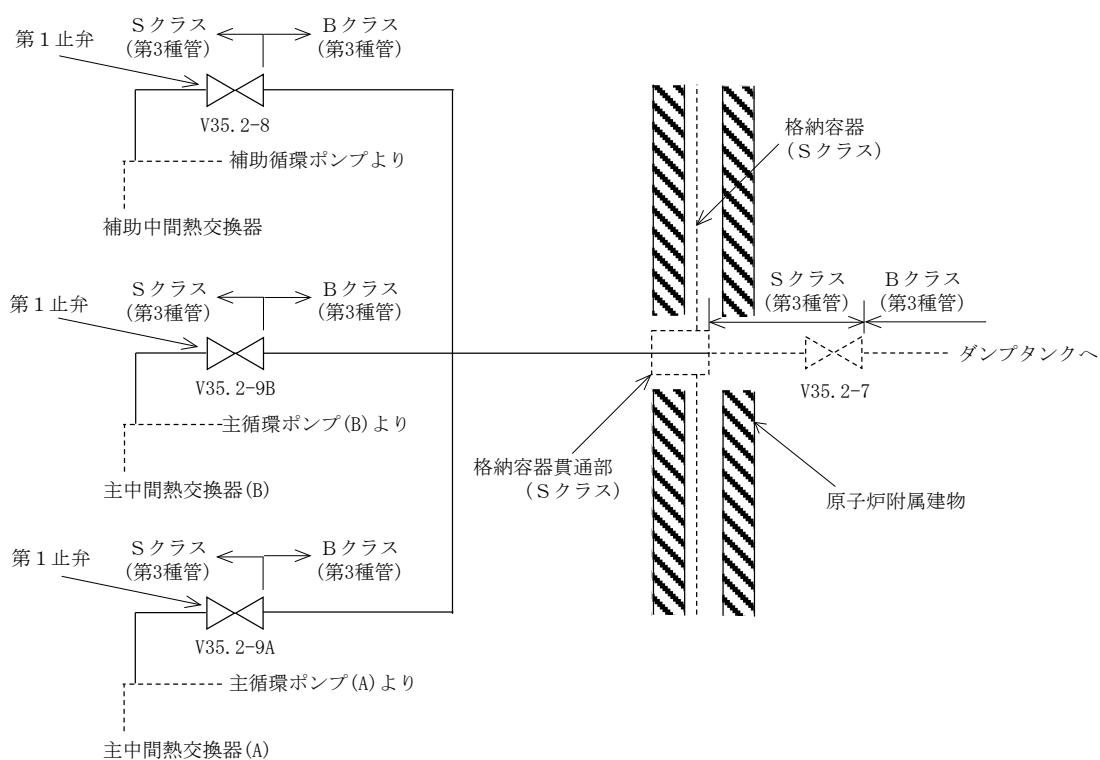 第１止弁
Ｓクラス
(第3種管)
Ｂクラス
(第3種管)
V35.2-8
補助循環ポンプより
補助中間熱交換器
第１止弁
Ｓクラス
(第3種管)
Ｂクラス
(第3種管)
V35.2-9B
主循環ポンプ(B)より
主中間熱交換器(B)
第１止弁
Ｓクラス
(第3種管)
Ｂクラス
(第3種管)
V35.2-9A
主循環ポンプ(A)より
主中間熱交換器(A)
格納容器
(Ｓクラス)
Ｓクラス
(第3種管)
Ｂクラス
(第3種管)
ダンプタンクへ
V35.2-7
格納容器貫通部
(Ｓクラス)
原子炉附属建物